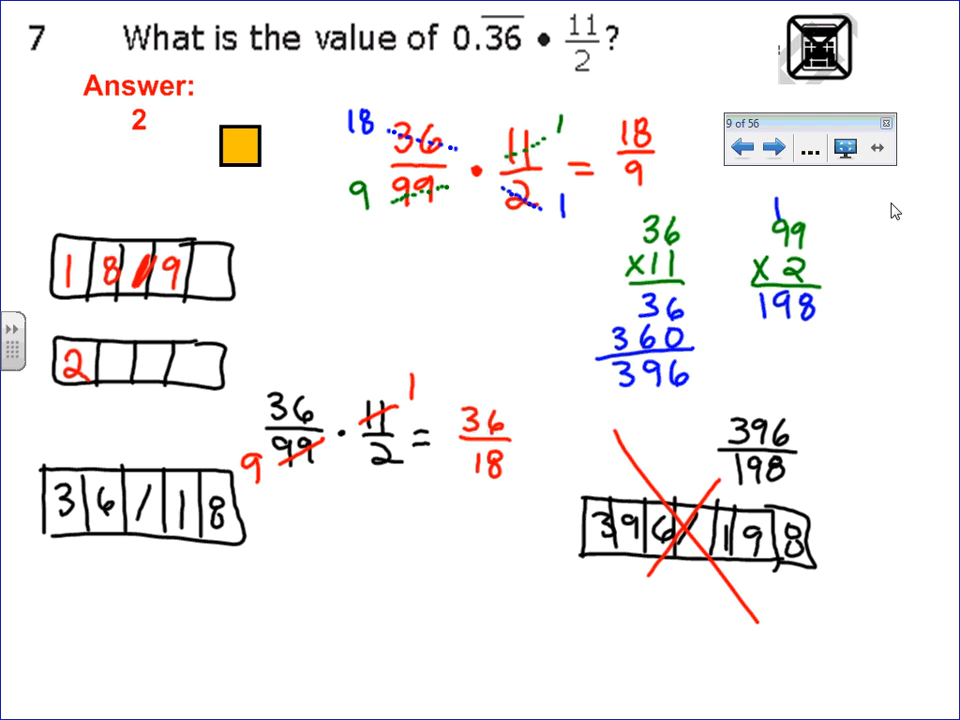 7 What is the value of 0.3̅6̅ • 11/2?
Answer:
2
9 of 56
18 36/99 9 • 11/2 1 1 = 18/9
1 8 / 9
2
36
x11
36
360
396
1
99
x 2
198
36/99 9 · 11/2 1 = 36/18
3 6 / 1 8
396/198
3 9 6 / 1 9 8